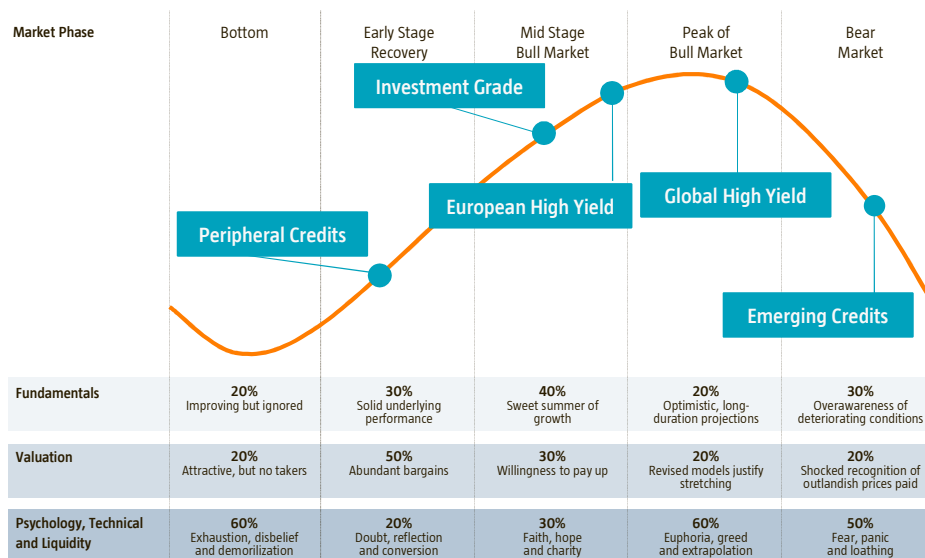 Market Phase
Bottom
Early Stage
Recovery
Mid Stage
Bull Market
Peak of
Bull Market
Bear
Market
Investment Grade
European High Yield
Global High Yield
Peripheral Credits
Emerging Credits
Fundamentals
20%
Improving but ignored
30%
Solid underlying
performance
40%
Sweet summer of
growth
20%
Optimistic, long-
duration projections
30%
Overawareness of
deteriorating conditions
Valuation
20%
Attractive, but no takers
50%
Abundant bargains
30%
Willingness to pay up
20%
Revised models justify
stretching
20%
Shocked recognition of
outlandish prices paid
Psychology, Technical
and Liquidity
60%
Exhaustion, disbelief
and demorilization
20%
Doubt, reflection
and conversion
30%
Faith, hope
and charity
60%
Euphoria, greed
and extrapolation
50%
Fear, panic
and loathing